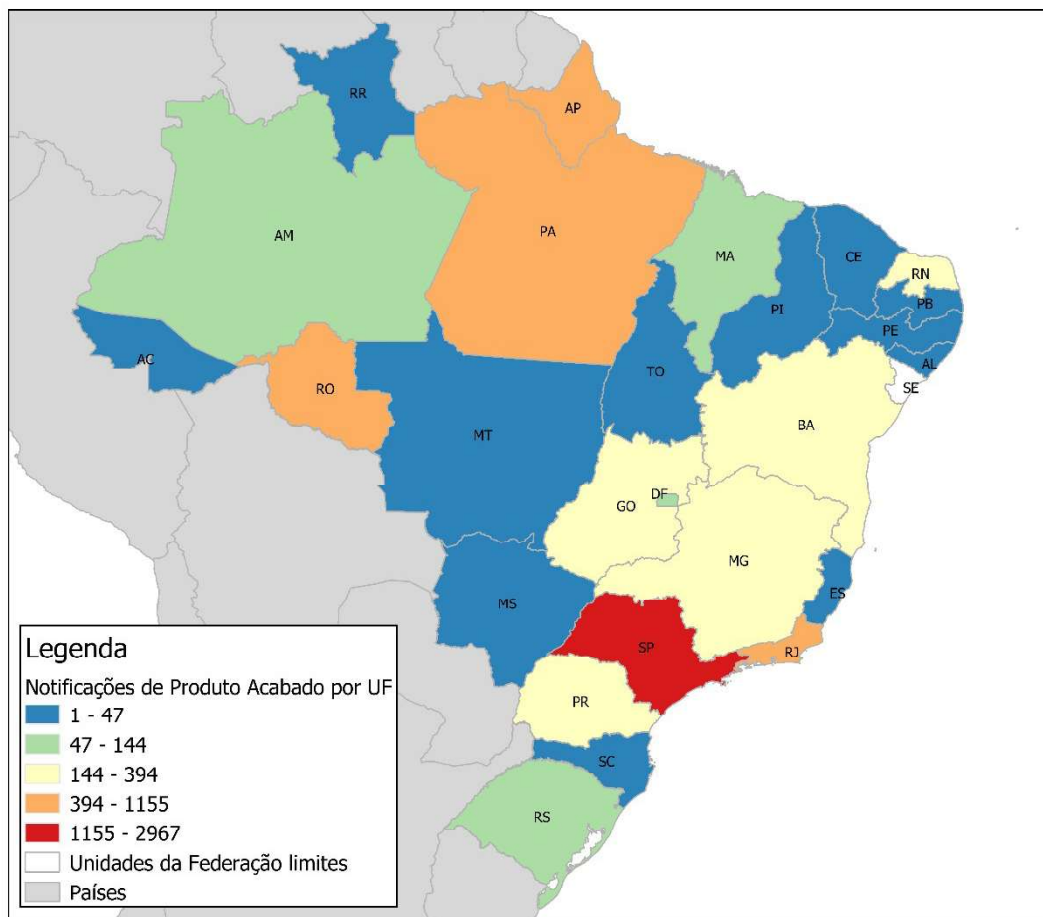 RR
AP
AM
PA
MA
CE
RN
PB
PI
PE
AL
AC
TO
SE
RO
BA
MT
DF
GO
MG
MS
ES
SP
RJ
PR
SC
RS
Legenda
Notificações de Produto Acabado por UF
1 - 47
47 - 144
144 - 394
394 - 1155
1155 - 2967
Unidades da Federação limites
Países